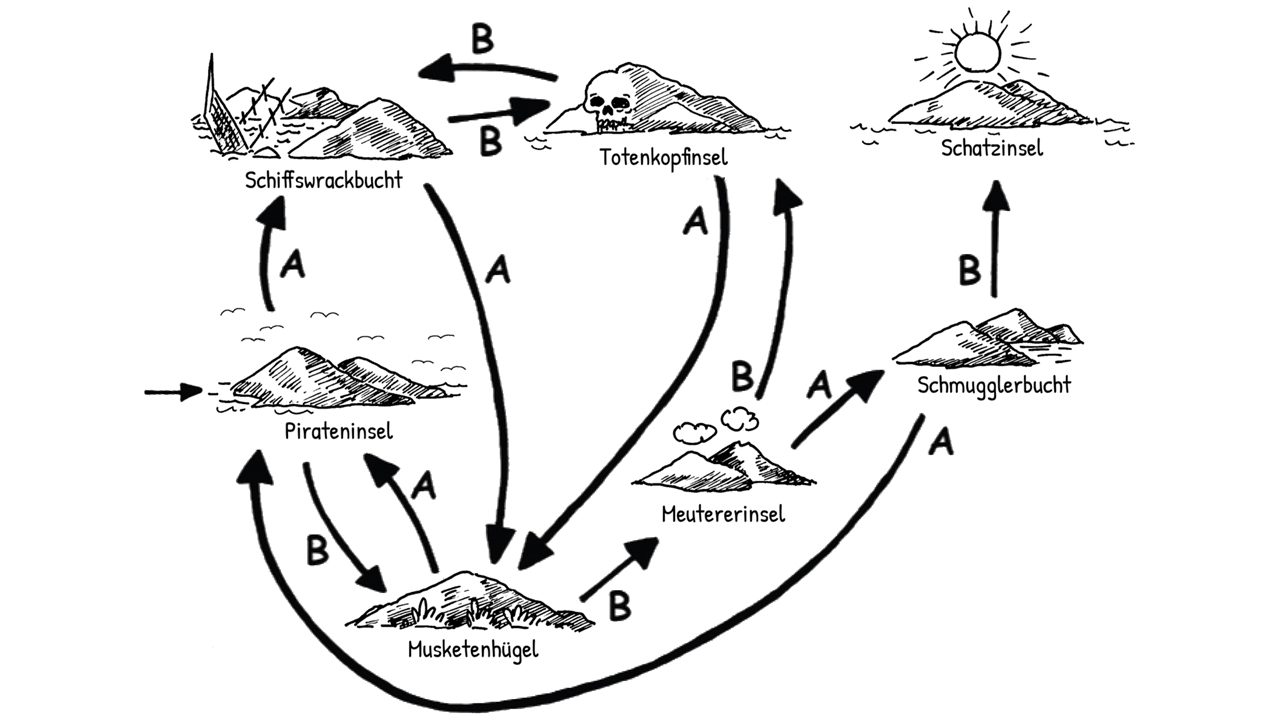 B
B
Schiffswrackbucht
Totenkopfinsel
Schatzinsel
A
A
A
B
Pirateninsel
B
A
Schmugglerbucht
A
A
B
Meutererinsel
B
Musketenhügel